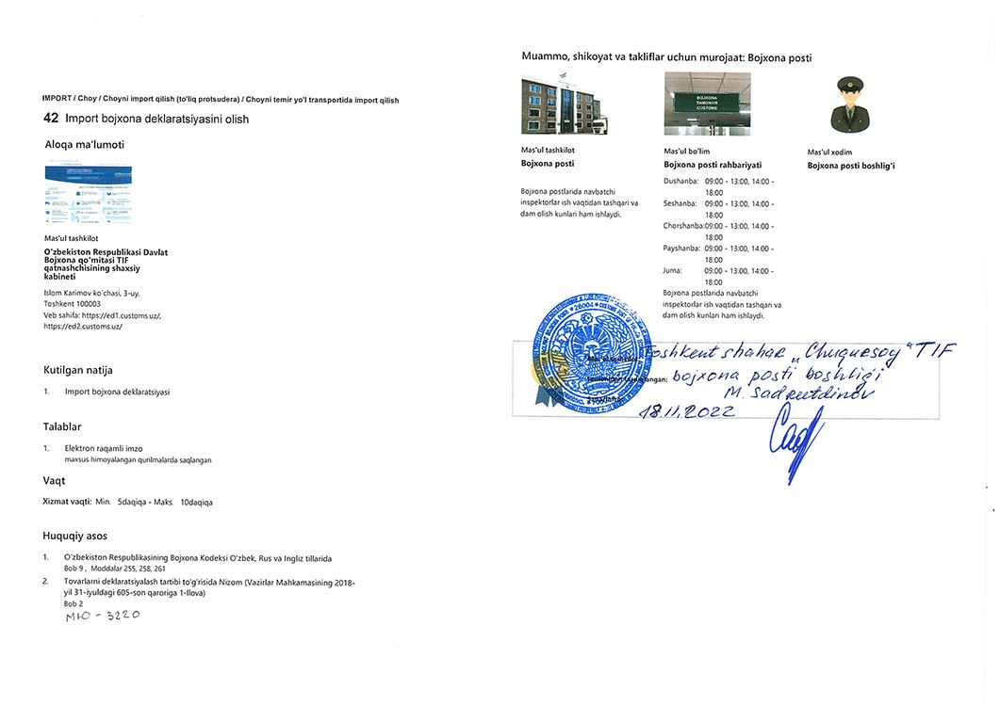 IMPORT / Choy / Choyni import qilish (to'liq protsudera) / Choyni temir yo'l transportida import qilish
42 Import bojxona deklaratsiyasini olish
Aloqa ma'lumoti
Mas'ul tashkilot
O'zbekiston Respublikasi Davlat
Bojxona qo'mitasi TIF
qatnashchisining shaxsiy
kabineti
Islom Karimov ko'chasi, 3-uy,
Toshkent 100003
Veb sahifa: https://ed1.customs.uz/,
https://ed2.customs.uz/
Kutilgan natija
1. Import bojxona deklaratsiyasi
Talablar
1. Elektron raqamli imzo
maxsus himoyalangan qurilmalarda saqlangan
Vaqt
Xizmat vaqti: Min. 5daqiqa - Maks. 10daqiqa
Huquqiy asos
1. O'zbekiston Respublikasining Bojxona Kodeksi O'zbek, Rus va Ingliz tillarida
Bob 9 , Moddalar 255, 258, 261
2. Tovarlarni deklaratsiyalash tartibi to'g'risida Nizom (Vazirlar Mahkamasining 2018-
yil 31-iyuldagi 605-son qaroriga 1-Ilova)
Bob 2
МЮ - 3220
Muammo, shikoyat va takliflar uchun murojaat: Bojxona posti
BOJXONA
CUSTOMS
Mas'ul tashkilot
Bojxona posti
Bojxona postlarida navbatchi
inspektorlar ish vaqtidan tashqari va
dam olish kunlari ham ishlaydi.
Mas'ul bo'lim
Bojxona posti rahbariyati
Dushanba: 09:00 - 13:00, 14:00 -
18:00
Seshanba: 09:00 - 13:00, 14:00 -
18:00
Chorshanba:09:00 - 13:00, 14:00 -
18:00
Payshanba: 09:00 - 13:00, 14:00 -
18:00
Juma: 09:00 - 13:00, 14:00 -
18:00
Bojxona postlarida navbatchi
inspektorlar ish vaqtidan tashqari va
dam olish kunlari ham ishlaydi.
Mas'ul xodim
Bojxona posti boshlig'i
26004
Toshkent shahar „Chuqursoy" TIF
bojxona posti boshlig'i
M. Sadrutdinov
18.11.2022